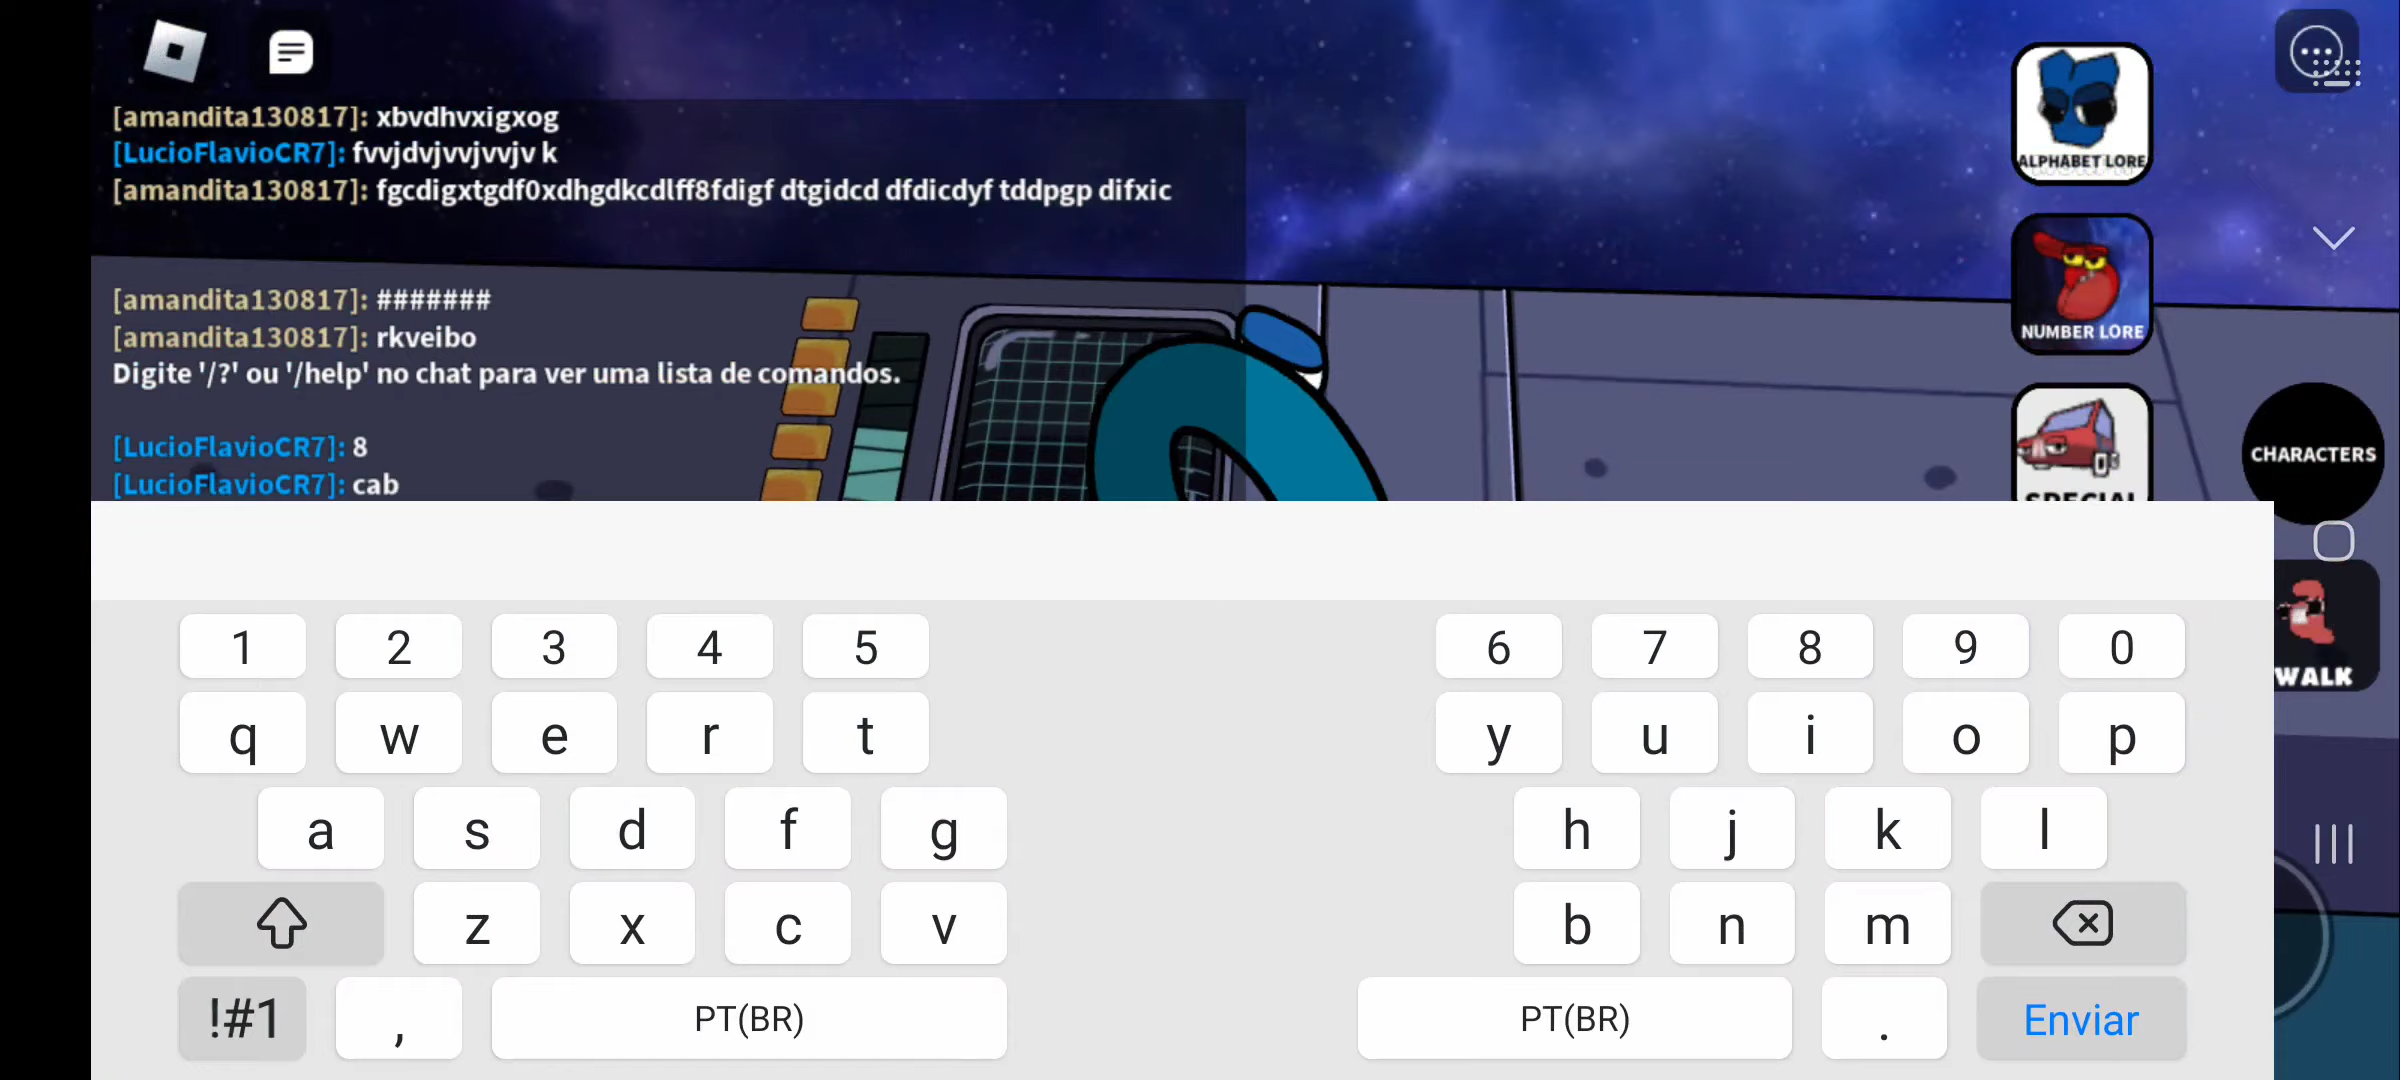 [amandita130817]: xbvdhvxigxog
[LucioFlavioCR7]: fvvjdvjvvjvvjv k
[amandita130817]: fgcdigxtgdf0xdhgdkcdlff8fdigf dtgidcd dfdicdyf tddpgp difxic
[amandita130817]: #######
[amandita130817]: rkveibo
Digite '/?' ou '/help' no chat para ver uma lista de comandos.
[LucioFlavioCR7]: 8
[LucioFlavioCR7]: cab
ALPHABET LORE
NUMBER LORE
SPECIAL
CHARACTERS
WALK
1 2 3 4 5 6 7 8 9 0
q w e r t y u i o p
a s d f g h j k l
z x c v b n m
!#1 , PT(BR) PT(BR) . Enviar